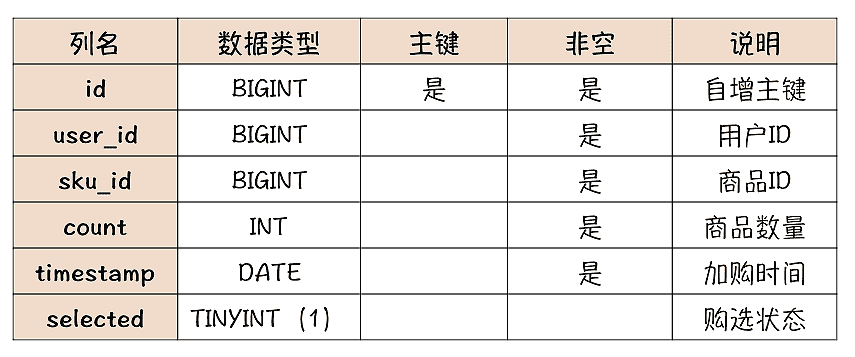 列名 数据类型 主键 非空 说明
id BIGINT 是 是 自增主键
user_id BIGINT 是 用户ID
sku_id BIGINT 是 商品ID
count INT 是 商品数量
timestamp DATE 是 加购时间
selected TINYINT（1） 购选状态